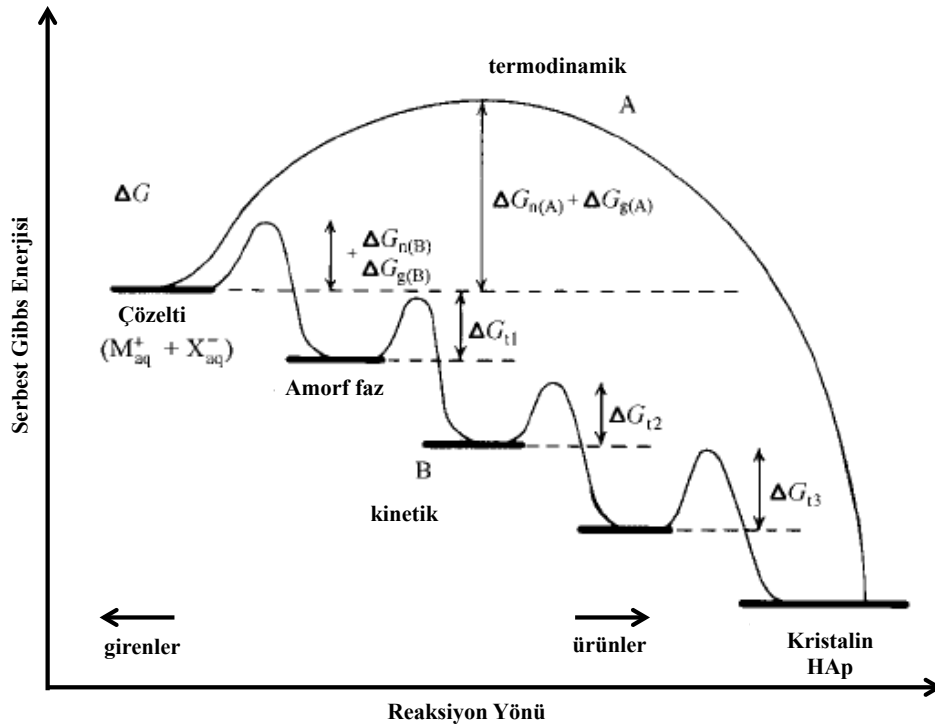 termodinamik
A
ΔG
ΔGn(A) + ΔGg(A)
+ ΔGn(B)
ΔGg(B)
Çözelti
(M⁺aq + X⁻aq)
ΔGt1
Amorf faz
ΔGt2
B
kinetik
ΔGt3
girenler
ürünler
Kristalin
HAp
Serbest Gibbs Enerjisi
Reaksiyon Yönü